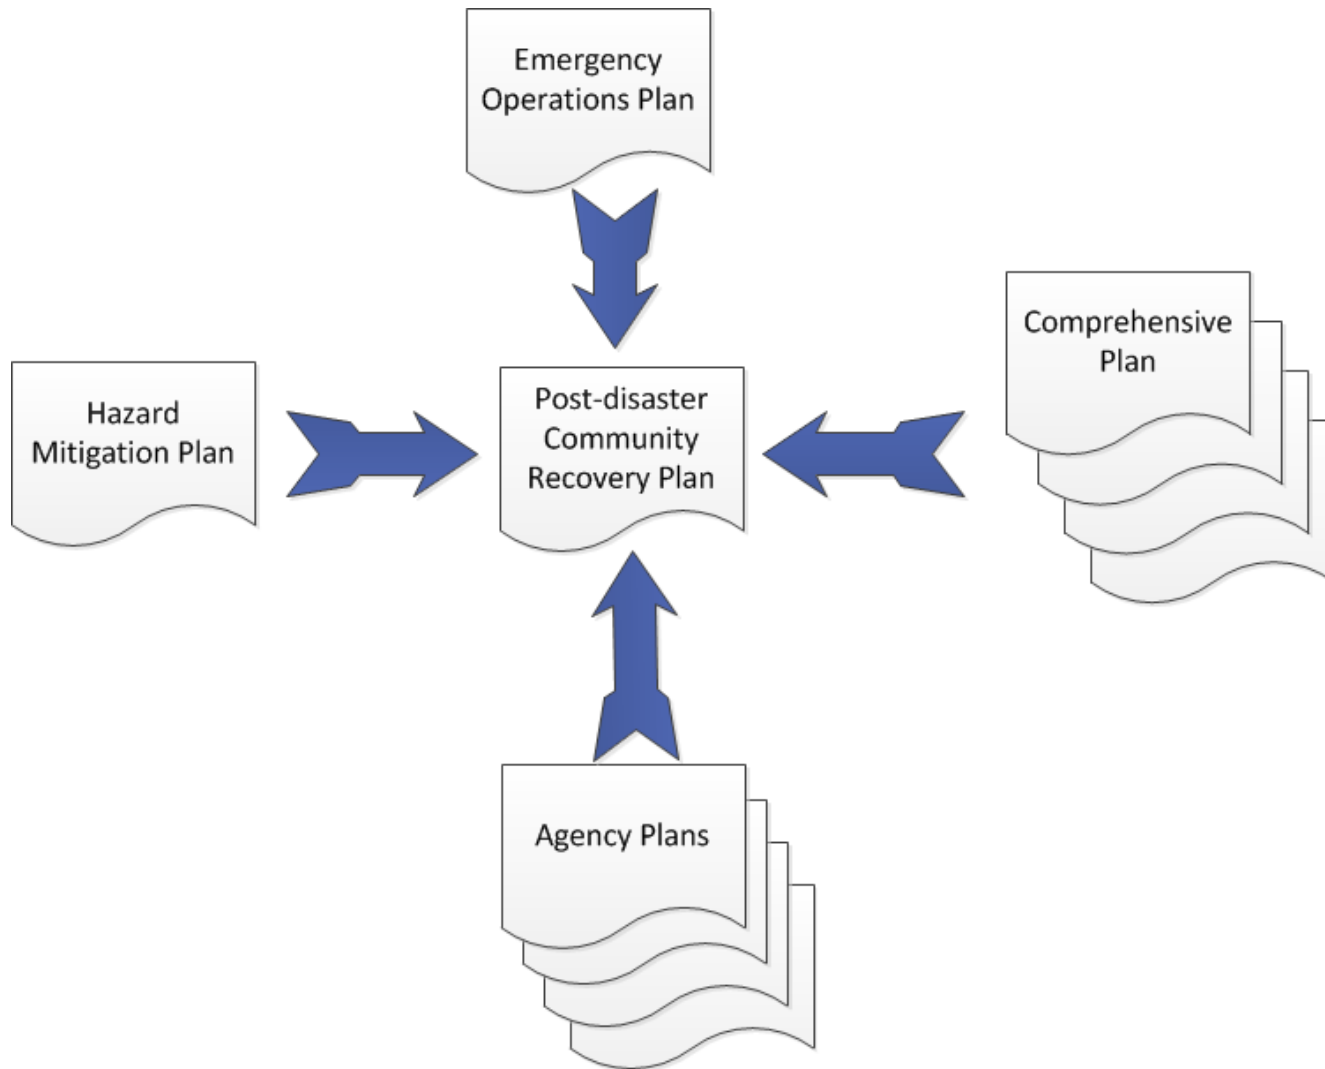 Emergency
Operations Plan
Comprehensive
Plan
Hazard
Mitigation Plan
Post-disaster
Community
Recovery Plan
Agency Plans